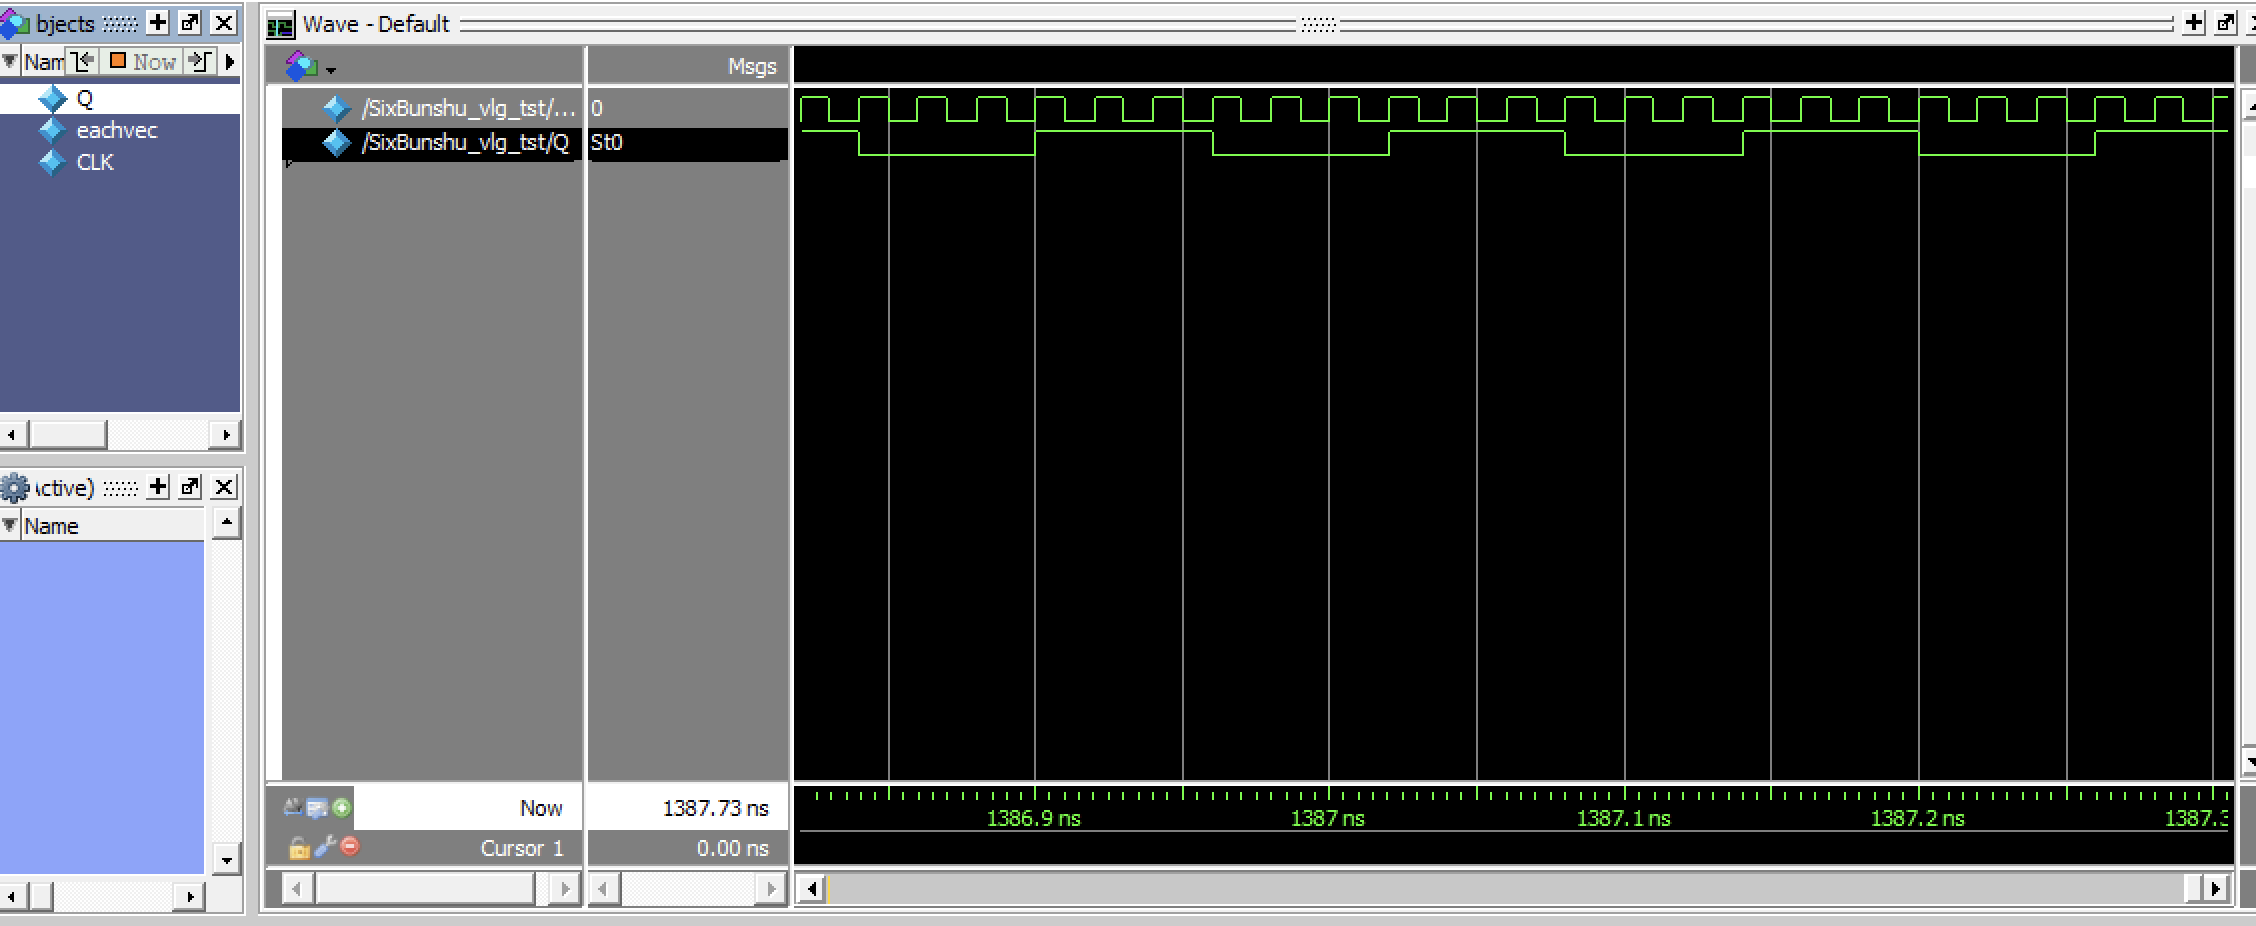 bjects
Nam
Now
Q
eachvec
CLK
ctive)
Name
Wave - Default
Msgs
/SixBunshu_vlg_tst/... 0
/SixBunshu_vlg_tst/Q St0
Now 1387.73 ns
Cursor 1 0.00 ns
1386.9 ns 1387 ns 1387.1 ns 1387.2 ns 1387.3